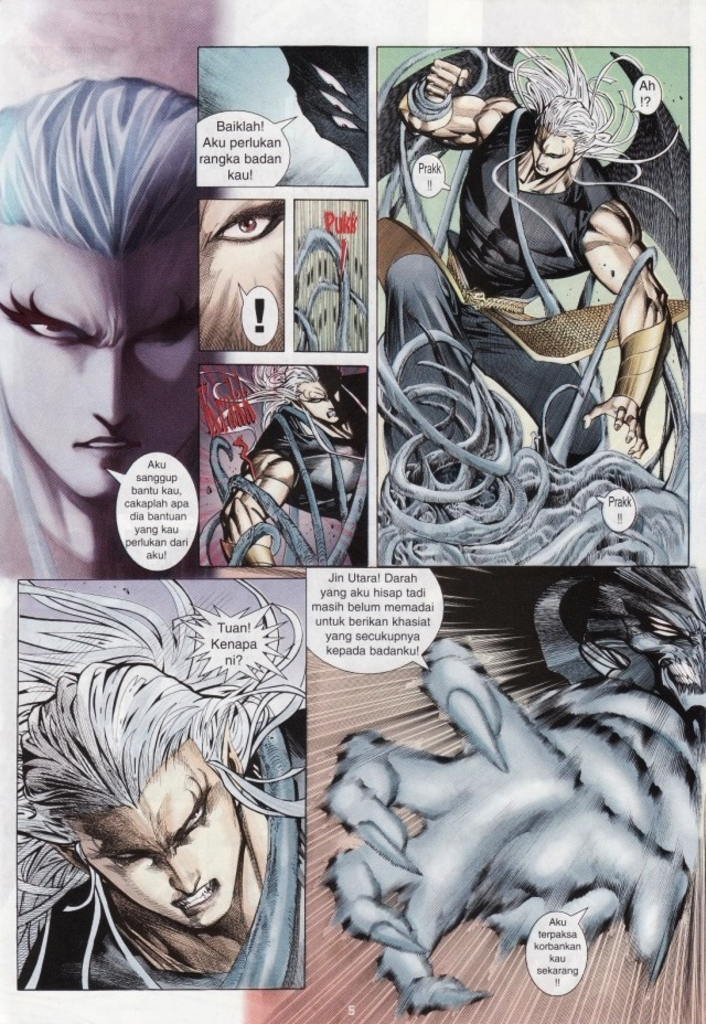 Aku
sanggup
bantu kau,
cakaplah apa
dia bantuan
yang kau
perlukan dari
aku!
Baiklah!
Aku perlukan
rangka badan
kau!
!
Pukk
!
Ah
!?
Prakk
!!
Prakk
!!
Tuan!
Kenapa
ni?
Jin Utara! Darah
yang aku hisap tadi
masih belum memadai
untuk berikan khasiat
yang secukupnya
kepada badanku!
Aku
terpaksa
korbankan
kau
sekarang
!!
5